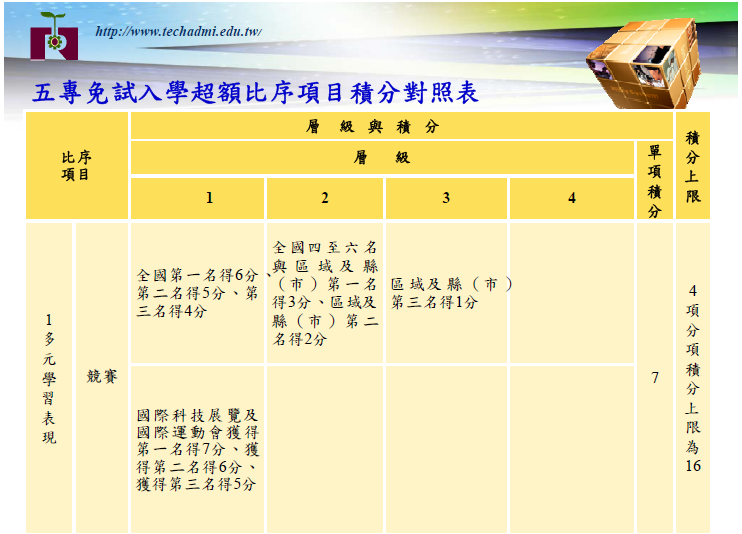 http://www.techadmi.edu.tw/
五專免試入學超額比序項目積分對照表
比序
項目
層 級 與 積 分
積
分
上
限
層 級
單
項
積
分
1
2
3
4
1
多
元
學
習
表
現
競賽
全國第一名得6分、
第二名得5分、第
三名得4分
全國四至六名
與區域及縣
（市）第一名
得3分、區域及
縣（市）第二
名得2分
區域及縣（市）
第三名得1分
7
4
項
分
項
積
分
上
限
為
16
國際科技展覽及
國際運動會獲得
第一名得7分、獲
得第二名得6分、
獲得第三名得5分